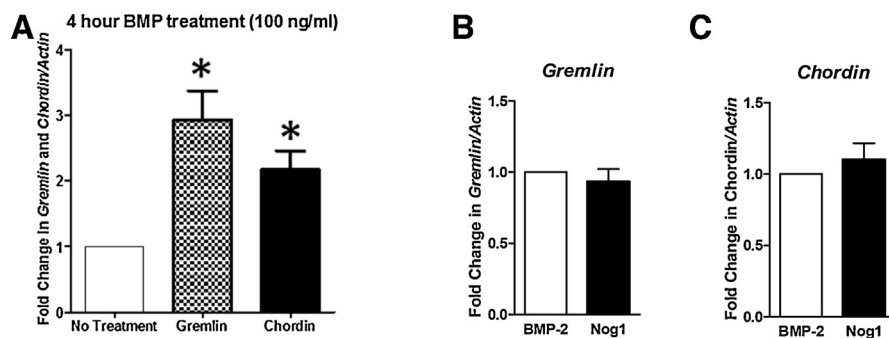 A
4 hour BMP treatment (100 ng/ml)
Fold Change in Gremlin and Chordin/Actin
4
3
2
1
0
*
*
No Treatment Gremlin Chordin
B
Gremlin
Fold Change in Gremlin/Actin
1.5
1.0
0.5
0.0
BMP-2 Nog1
C
Chordin
Fold Change in Chordin/Actin
1.5
1.0
0.5
0.0
BMP-2 Nog1